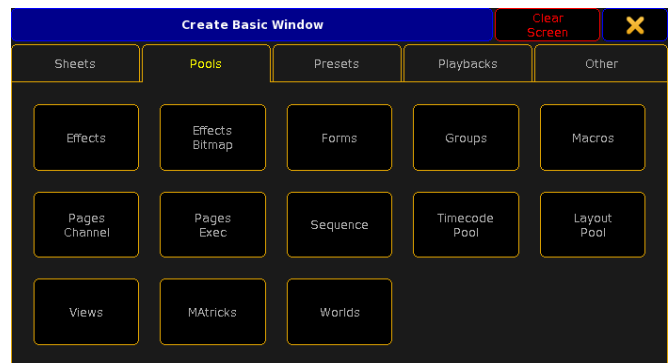 Create Basic Window
Clear
Screen
Sheets
Pools
Presets
Playbacks
Other
Effects
Effects
Bitmap
Forms
Groups
Macros
Pages
Channel
Pages
Exec
Sequence
Timecode
Pool
Layout
Pool
Views
MAtricks
Worlds